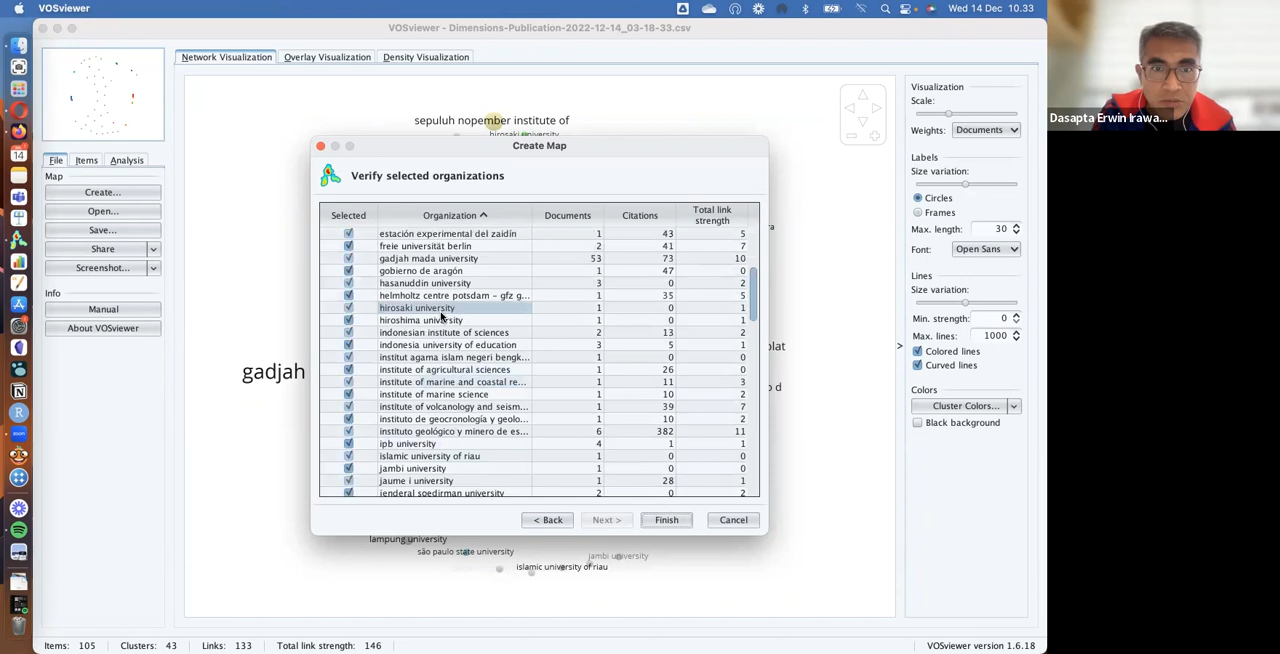 VOSviewer
Wed 14 Dec 10.33
VOSviewer - Dimensions-Publication-2022-12-14_03-18-33.csv
Network Visualization
Overlay Visualization
Density Visualization
File
Items
Analysis
Map
Create...
Open...
Save...
Share
Screenshot...
Info
Manual
About VOSviewer
sepuluh nopember institute of
hirosaki university
gadjah
lampung university
são paulo state university
jambi university
islamic university of riau
plat
o d
Create Map
Verify selected organizations
Selected Organization Documents Citations Total link strength
estación experimental del zaidín 1 43 5
freie universität berlin 2 41 7
gadjah mada university 53 73 10
gobierno de aragón 1 47 0
hasanuddin university 3 0 2
helmholtz centre potsdam – gfz g... 1 35 5
hirosaki university 1 0 1
hiroshima university 1 0 1
indonesian institute of sciences 2 13 2
indonesia university of education 3 5 1
institut agama islam negeri bengk... 1 0 0
institute of agricultural sciences 1 26 0
institute of marine and coastal re... 1 11 3
institute of marine science 1 10 2
institute of volcanology and seism... 1 39 7
instituto de geocronología y geolo... 1 10 2
instituto geológico y minero de es... 6 382 11
ipb university 4 1 1
islamic university of riau 1 0 0
jambi university 1 0 0
jaume i university 1 28 1
jenderal soedirman university 2 0 2
< Back
Next >
Finish
Cancel
Visualization
Scale:
Weights: Documents
Labels
Size variation:
Circles
Frames
Max. length: 30
Font: Open Sans
Lines
Size variation:
Min. strength: 0
Max. lines: 1000
Colored lines
Curved lines
Colors
Cluster Colors...
Black background
Items: 105 Clusters: 43 Links: 133 Total link strength: 146
VOSviewer version 1.6.18
Dasapta Erwin Irawa...